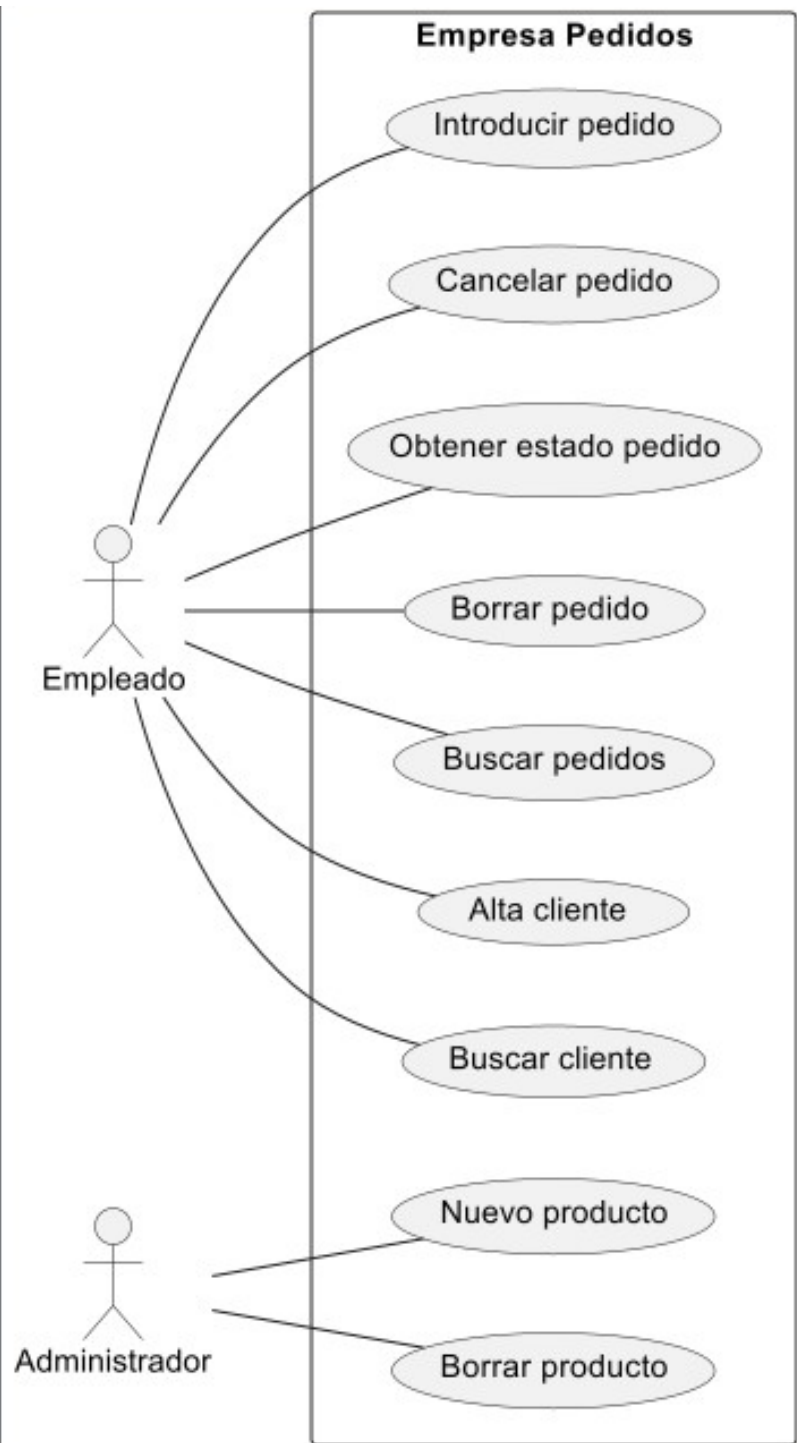 Empresa Pedidos
Introducir pedido
Cancelar pedido
Obtener estado pedido
Borrar pedido
Empleado
Buscar pedidos
Alta cliente
Buscar cliente
Nuevo producto
Administrador
Borrar producto